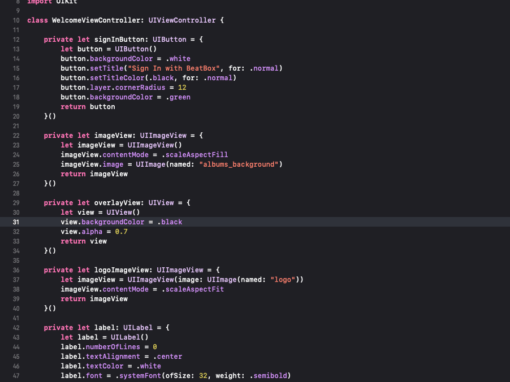 8 import UIKit
9
10 class WelcomeViewController: UIViewController {
11
12 private let signInButton: UIButton = {
13 let button = UIButton()
14 button.backgroundColor = .white
15 button.setTitle("Sign In with BeatBox", for: .normal)
16 button.setTitleColor(.black, for: .normal)
17 button.layer.cornerRadius = 12
18 button.backgroundColor = .green
19 return button
20 }()
21
22 private let imageView: UIImageView = {
23 let imageView = UIImageView()
24 imageView.contentMode = .scaleAspectFill
25 imageView.image = UIImage(named: "albums_background")
26 return imageView
27 }()
28
29 private let overlayView: UIView = {
30 let view = UIView()
31 view.backgroundColor = .black
32 view.alpha = 0.7
33 return view
34 }()
35
36 private let logoImageView: UIImageView = {
37 let imageView = UIImageView(image: UIImage(named: "logo"))
38 imageView.contentMode = .scaleAspectFit
39 return imageView
40 }()
41
42 private let label: UILabel = {
43 let label = UILabel()
44 label.numberOfLines = 0
45 label.textAlignment = .center
46 label.textColor = .white
47 label.font = .systemFont(ofSize: 32, weight: .semibold)